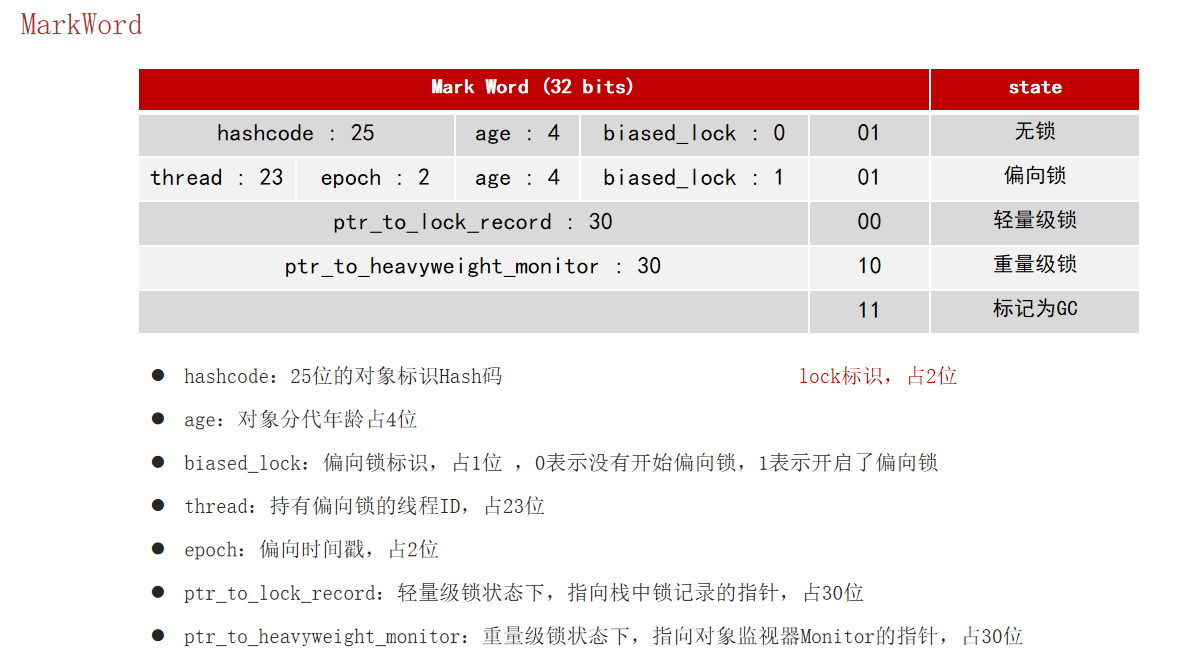 MarkWord
Mark Word (32 bits) state
hashcode : 25 age : 4 biased_lock : 0 01 无锁
thread : 23 epoch : 2 age : 4 biased_lock : 1 01 偏向锁
ptr_to_lock_record : 30 00 轻量级锁
ptr_to_heavyweight_monitor : 30 10 重量级锁
11 标记为GC
● hashcode：25位的对象标识Hash码 lock标识，占2位
● age：对象分代年龄占4位
● biased_lock：偏向锁标识，占1位 ，0表示没有开始偏向锁，1表示开启了偏向锁
● thread：持有偏向锁的线程ID，占23位
● epoch：偏向时间戳，占2位
● ptr_to_lock_record：轻量级锁状态下，指向栈中锁记录的指针，占30位
● ptr_to_heavyweight_monitor：重量级锁状态下，指向对象监视器Monitor的指针，占30位